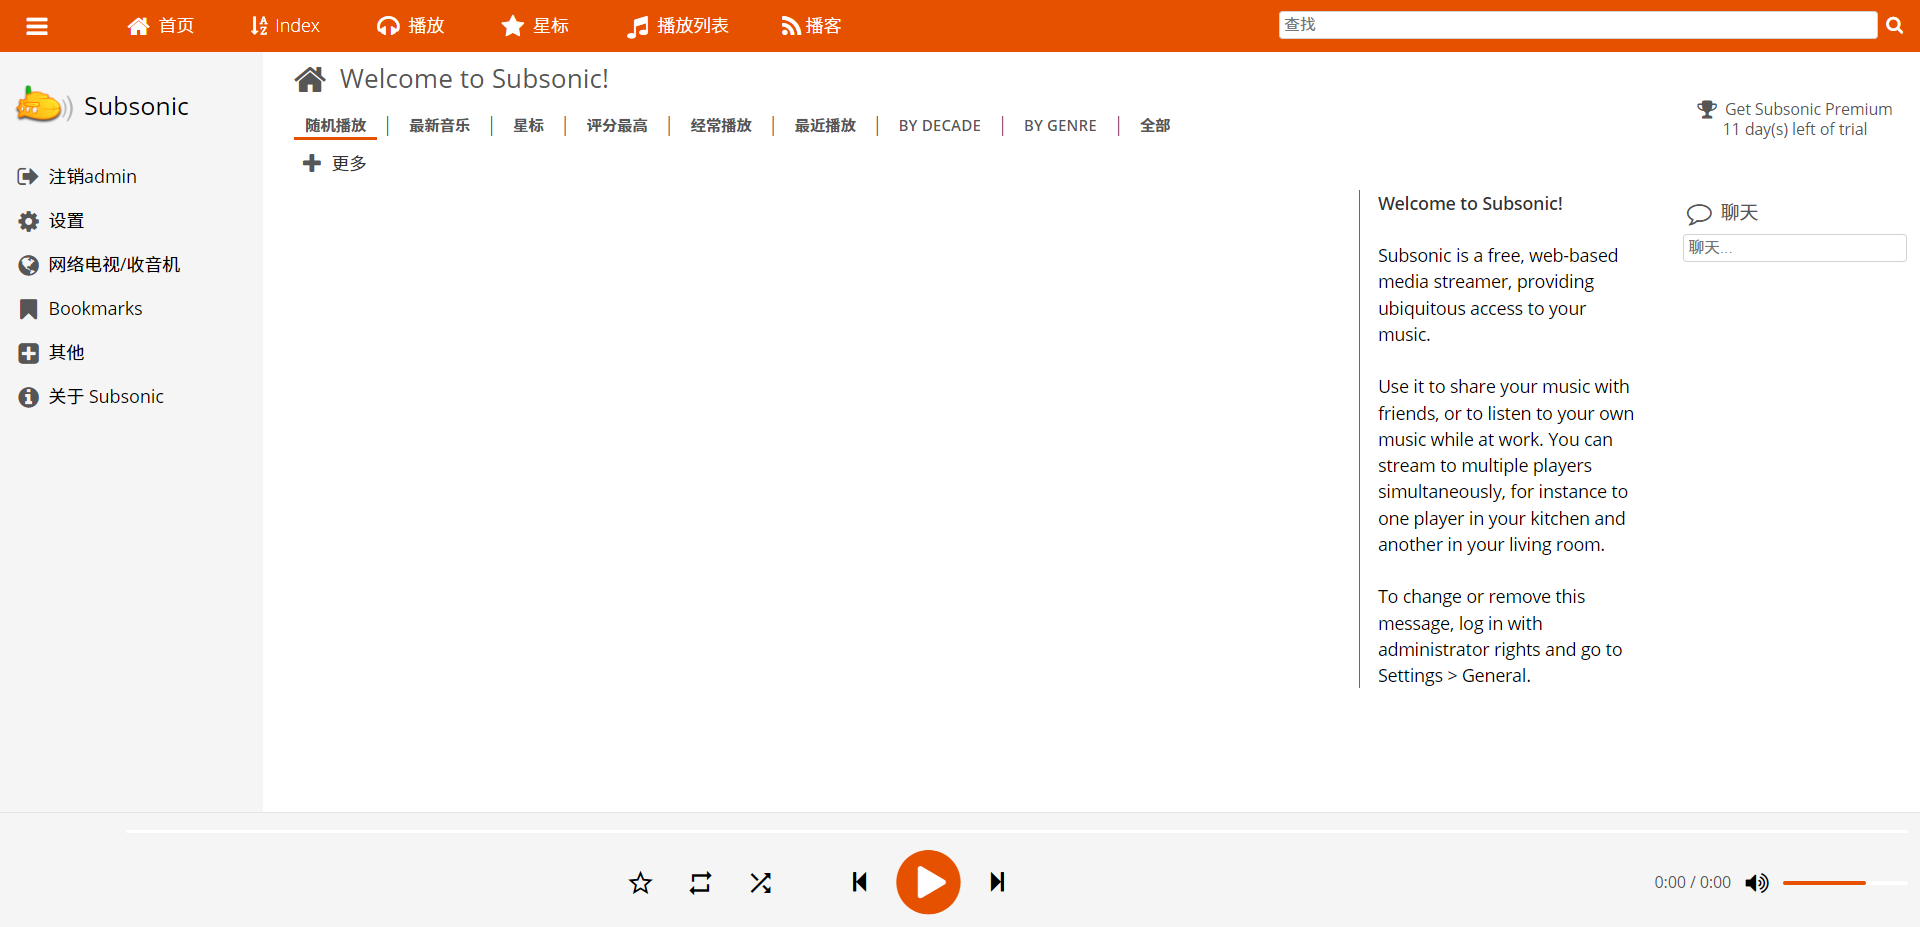 首页
Index
播放
星标
播放列表
播客
查找
Subsonic
注销admin
设置
网络电视/收音机
Bookmarks
其他
关于 Subsonic
Welcome to Subsonic!
随机播放
最新音乐
星标
评分最高
经常播放
最近播放
BY DECADE
BY GENRE
全部
更多
Get Subsonic Premium
11 day(s) left of trial
Welcome to Subsonic!
Subsonic is a free, web-based
media streamer, providing
ubiquitous access to your
music.
Use it to share your music with
friends, or to listen to your own
music while at work. You can
stream to multiple players
simultaneously, for instance to
one player in your kitchen and
another in your living room.
To change or remove this
message, log in with
administrator rights and go to
Settings > General.
聊天
聊天...
0:00 / 0:00